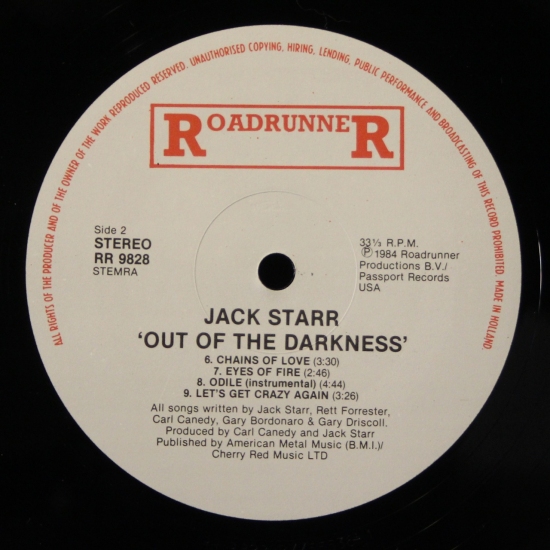 ALL RIGHTS OF THE PRODUCER AND OF THE OWNER OF THE WORK REPRODUCED RESERVED. UNAUTHORISED COPYING, HIRING, LENDING, PUBLIC PERFORMANCE AND BROADCASTING OF THIS RECORD PROHIBITED. MADE IN HOLLAND
ROADRUNNER
Side 2
STEREO
RR 9828
STEMRA
33⅓ R.P.M.
℗1984 Roadrunner
Productions B.V./
Passport Records
USA
JACK STARR
'OUT OF THE DARKNESS'
6. CHAINS OF LOVE (3:30)
7. EYES OF FIRE (2:46)
8. ODILE (instrumental) (4:44)
9. LET'S GET CRAZY AGAIN (3:26)
All songs written by Jack Starr, Rett Forrester,
Carl Canedy, Gary Bordonaro & Gary Driscoll.
Produced by Carl Canedy and Jack Starr
Published by American Metal Music (B.M.I.)/
Cherry Red Music LTD